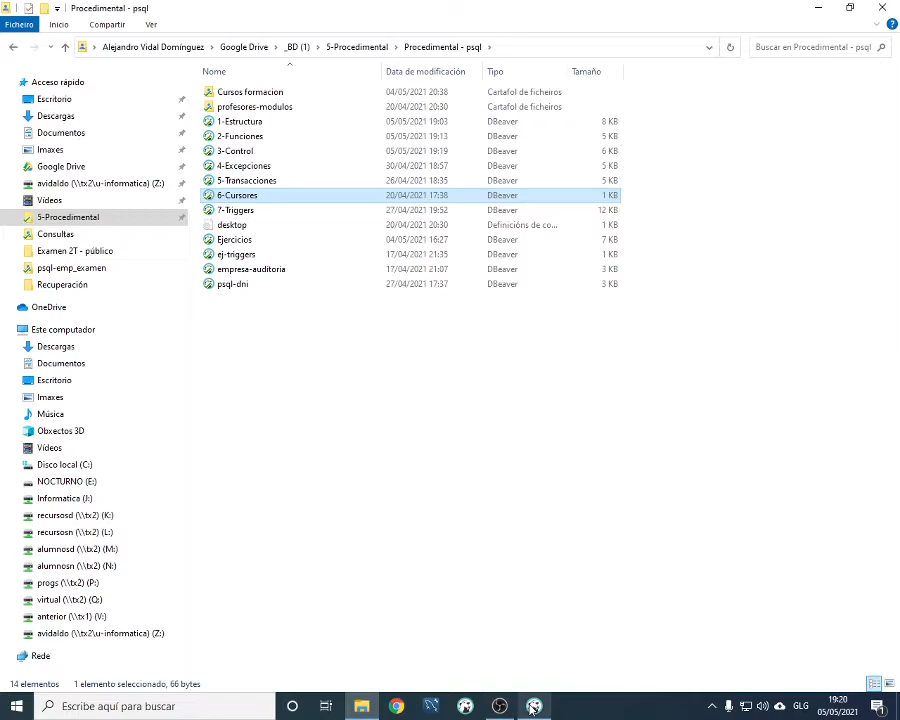 Procedimental - psql
Ficheiro Inicio Compartir Ver
Alejandro Vidal Domínguez > Google Drive > _BD (1) > 5-Procedimental > Procedimental - psql >
Buscar en Procedimental - psql
Nome Data de modificación Tipo Tamaño
Cursos formacion 04/05/2021 20:38 Cartafol de ficheiros
profesores-modulos 20/04/2021 20:30 Cartafol de ficheiros
1-Estructura 05/05/2021 19:03 DBeaver 8 KB
2-Funciones 05/05/2021 19:13 DBeaver 5 KB
3-Control 05/05/2021 19:19 DBeaver 6 KB
4-Excepciones 30/04/2021 18:57 DBeaver 5 KB
5-Transacciones 26/04/2021 18:35 DBeaver 5 KB
6-Cursores 20/04/2021 17:38 DBeaver 1 KB
7-Triggers 27/04/2021 19:52 DBeaver 12 KB
desktop 20/04/2021 20:30 Definicións de co... 1 KB
Ejercicios 04/05/2021 16:27 DBeaver 7 KB
ej-triggers 17/04/2021 21:35 DBeaver 1 KB
empresa-auditoria 17/04/2021 21:07 DBeaver 3 KB
psql-dni 27/04/2021 17:37 DBeaver 3 KB
Acceso rápido
Escritorio
Descargas
Documentos
Imaxes
Google Drive
avidaldo (\\tx2\u-informatica) (Z:)
Vídeos
5-Procedimental
Consultas
Examen 2T - público
psql-emp_examen
Recuperación
OneDrive
Este computador
Descargas
Documentos
Escritorio
Imaxes
Música
Obxectos 3D
Vídeos
Disco local (C:)
NOCTURNO (E:)
Informatica (J:)
recursosd (\\tx2) (K:)
recursosn (\\tx2) (L:)
alumnosd (\\tx2) (M:)
alumnosn (\\tx2) (N:)
progs (\\tx2) (P:)
virtual (\\tx2) (Q:)
anterior (\\tx1) (V:)
avidaldo (\\tx2\u-informatica) (Z:)
Rede
14 elementos 1 elemento seleccionado, 66 bytes
Escribe aquí para buscar
GLG
19:20
05/05/2021
1